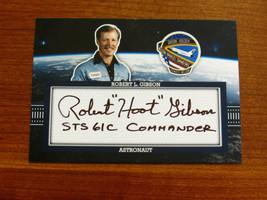 ROBERT L. GIBSON
Robert "Hoot" Gibson
STS 61C COMMANDER
ASTRONAUT